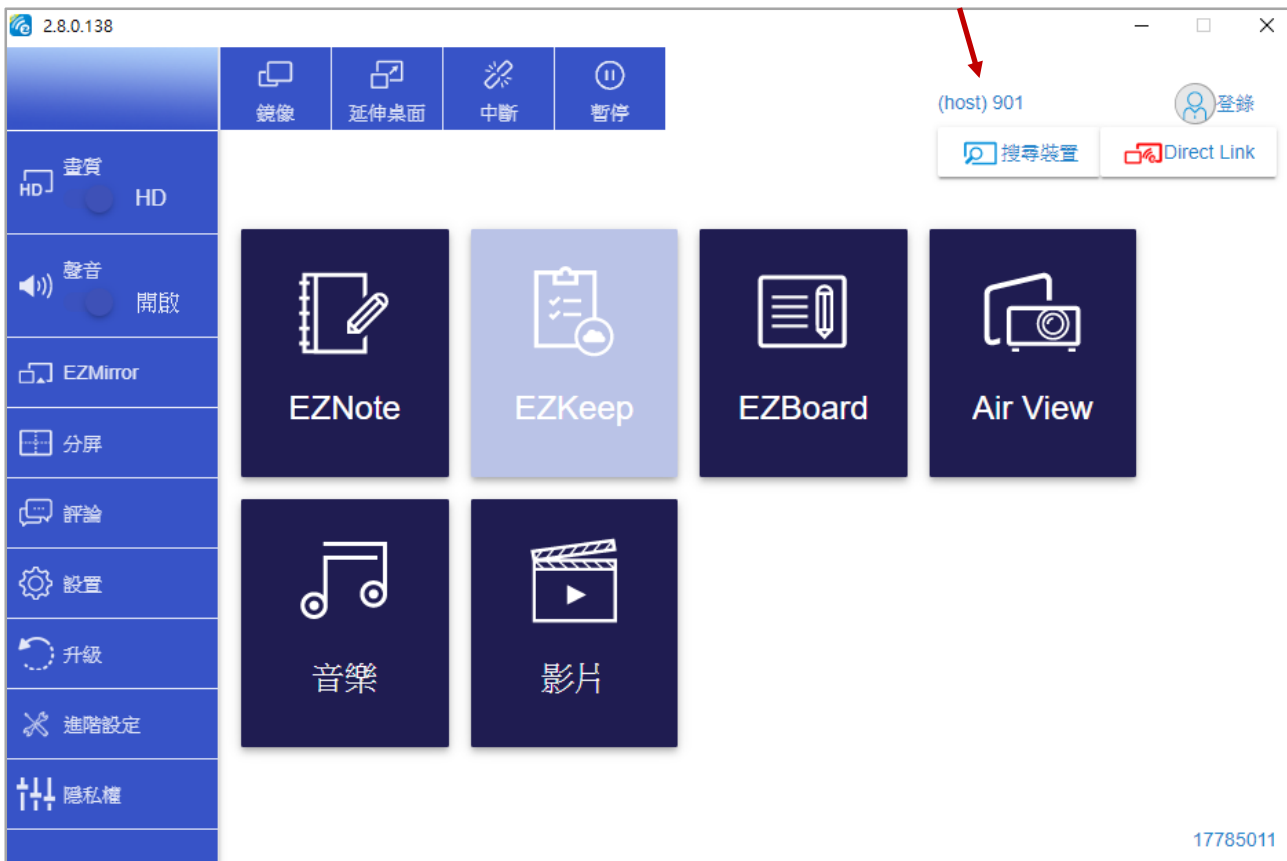 2.8.0.138
鏡像
延伸桌面
中斷
暫停
(host) 901
登錄
搜尋裝置
Direct Link
畫質
HD
HD
聲音
開啟
EZMirror
分屏
評論
設置
升級
進階設定
隱私權
EZNote
EZKeep
EZBoard
Air View
音樂
影片
17785011